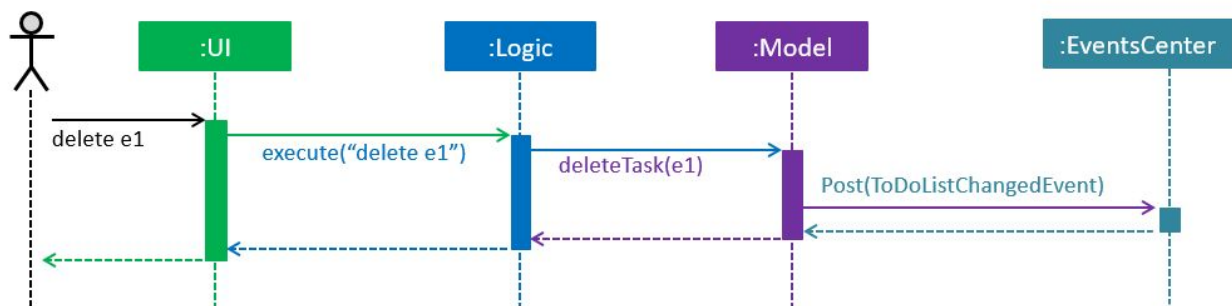 :UI
:Logic
:Model
:EventsCenter
delete e1
execute(“delete e1”)
deleteTask(e1)
Post(ToDoListChangedEvent)